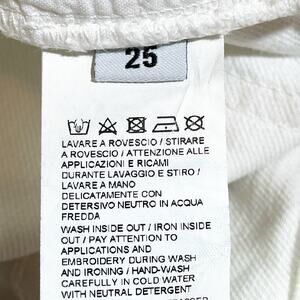 25
LAVARE A ROVESCIO / STIRARE
A ROVESCIO / ATTENZIONE ALLE
APPLICAZIONI E RICAMI
DURANTE LAVAGGIO E STIRO /
LAVARE A MANO
DELICATAMENTE CON
DETERSIVO NEUTRO IN ACQUA
FREDDA
WASH INSIDE OUT / IRON INSIDE
OUT / PAY ATTENTION TO
APPLICATIONS AND
EMBROIDERY DURING WASH
AND IRONING / HAND-WASH
CAREFULLY IN COLD WATER
WITH NEUTRAL DETERGENT